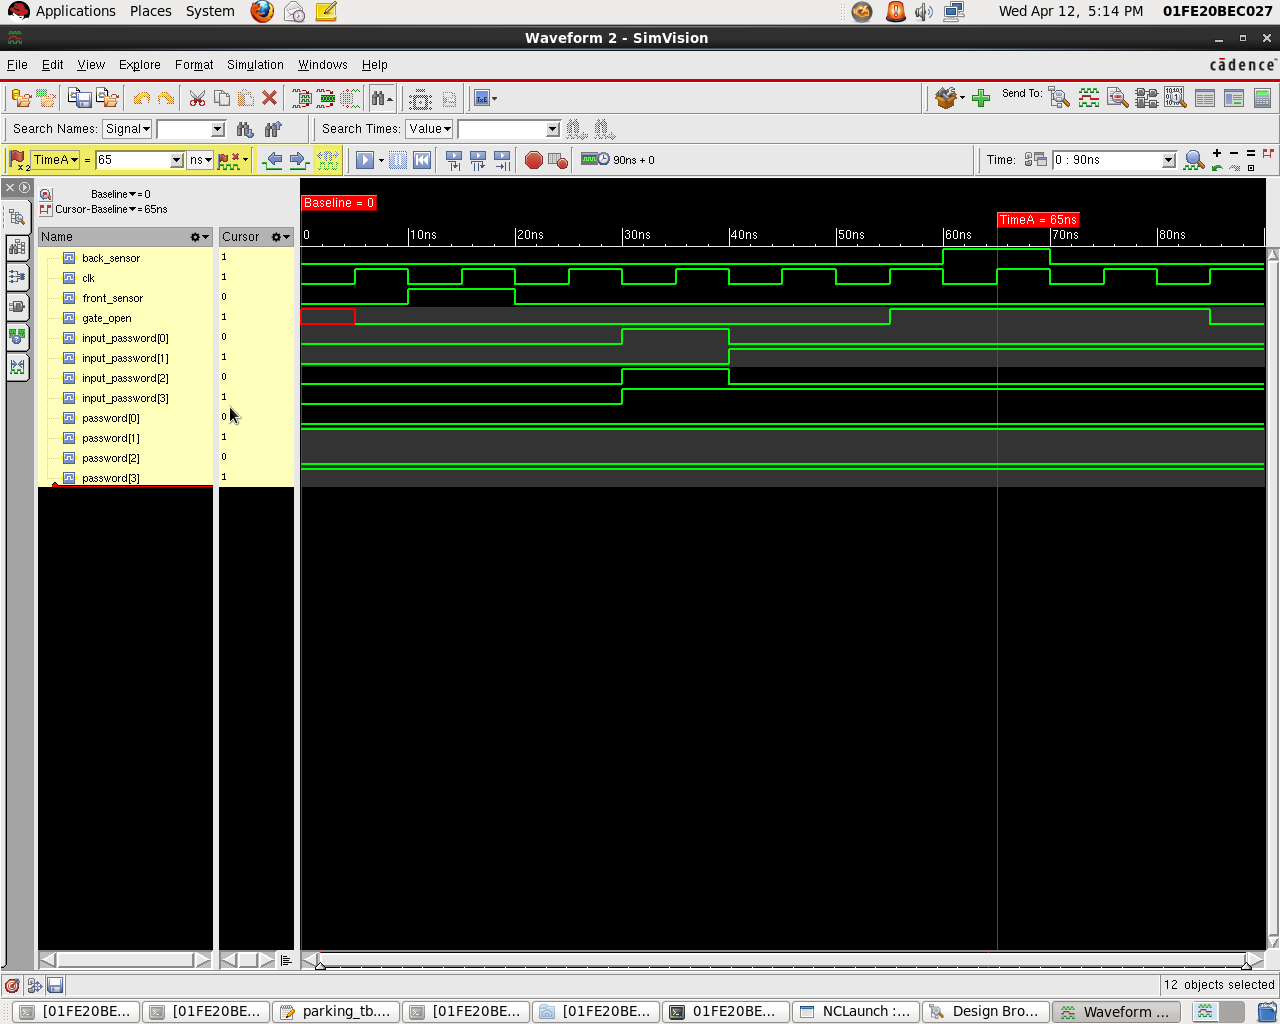 Applications Places System Wed Apr 12, 5:14 PM 01FE20BEC027
Waveform 2 - SimVision
File Edit View Explore Format Simulation Windows Help cādence
Send To:
Search Names: Signal Search Times: Value
TimeA = 65 ns 90ns + 0 Time: 0 : 90ns
Baseline = 0
Cursor-Baseline = 65ns
Baseline = 0
TimeA = 65ns
Name Cursor 0 10ns 20ns 30ns 40ns 50ns 60ns 70ns 80ns
back_sensor 1
clk 1
front_sensor 0
gate_open 1
input_password[0] 0
input_password[1] 1
input_password[2] 0
input_password[3] 1
password[0] 0
password[1] 1
password[2] 0
password[3] 1
12 objects selected
[01FE20BE... [01FE20BE... parking_tb.... [01FE20BE... [01FE20BE... 01FE20BE... NCLaunch :... Design Bro... Waveform ...